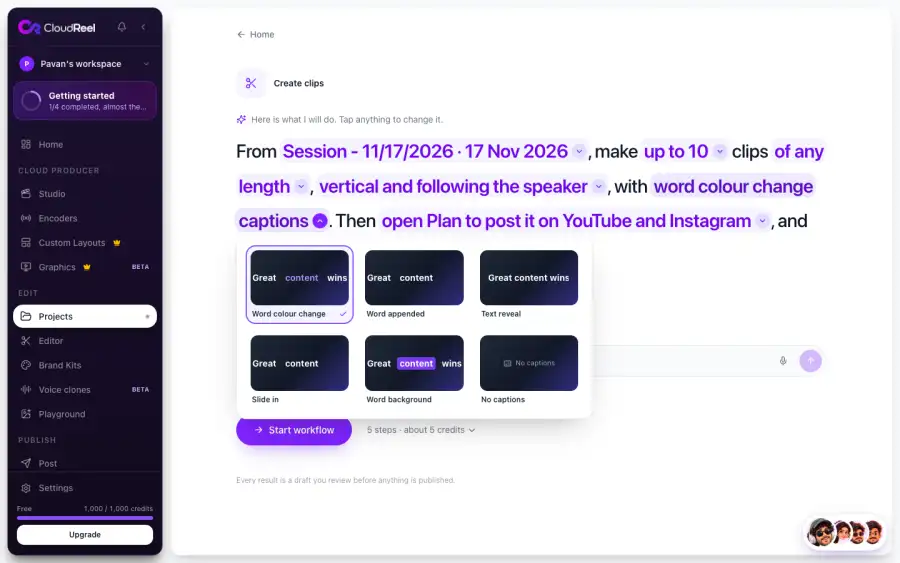 CloudReel
P
Pavan's workspace
Getting started
1/4 completed, almost the...
Home
CLOUD PRODUCER
Studio
Encoders
Custom Layouts
Graphics BETA
EDIT
Projects
Editor
Brand Kits
Voice clones BETA
Playground
PUBLISH
Post
Settings
Free 1,000 / 1,000 credits
Upgrade
Home
Create clips
Here is what I will do. Tap anything to change it.
From Session - 11/17/2026 · 17 Nov 2026 , make up to 10 clips of any
length , vertical and following the speaker , with word colour change
captions . Then open Plan to post it on YouTube and Instagram , and
Great content wins
Word colour change
Great content
Word appended
Great content wins
Text reveal
Great content
Slide in
Great content wins
Word background
No captions
No captions
Start workflow
5 steps · about 5 credits
Every result is a draft you review before anything is published.